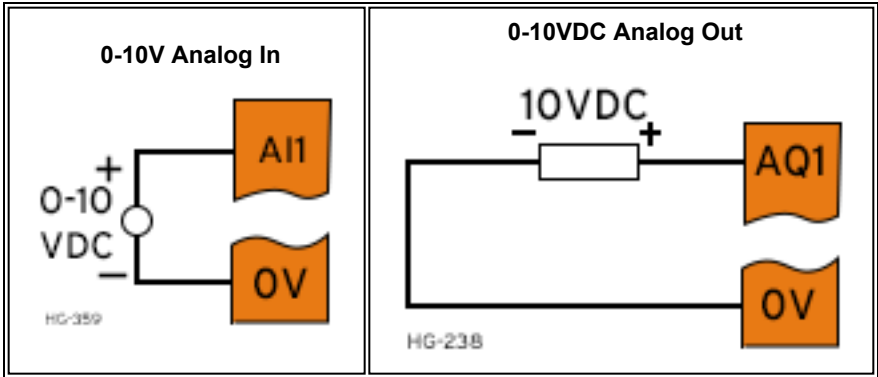 0-10V Analog In
AI1
+
0-10
VDC
−
0V
HG-359
0-10VDC Analog Out
10VDC
− +
AQ1
0V
HG-238